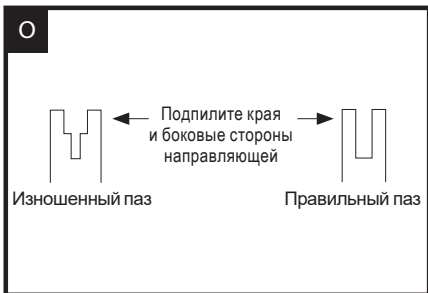 О
Подпилите края
и боковые стороны
направляющей
Изношенный паз
Правильный паз